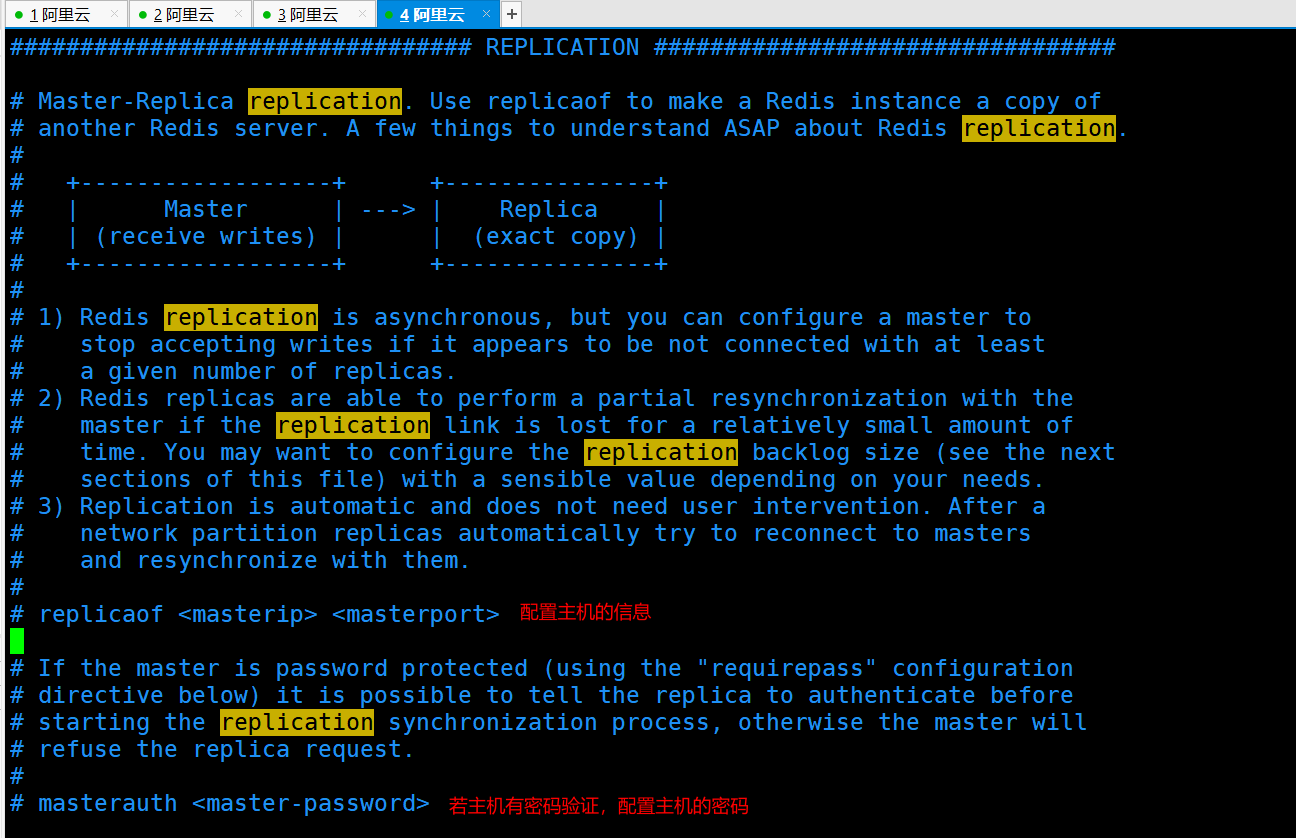 1 阿里云 × 2 阿里云 × 3 阿里云 × 4 阿里云 × +
################################# REPLICATION #################################
# Master-Replica replication. Use replicaof to make a Redis instance a copy of
# another Redis server. A few things to understand ASAP about Redis replication.
#
#   +------------------+      +---------------+
#   |      Master      | ---> |    Replica    |
#   | (receive writes) |      |  (exact copy) |
#   +------------------+      +---------------+
#
# 1) Redis replication is asynchronous, but you can configure a master to
#    stop accepting writes if it appears to be not connected with at least
#    a given number of replicas.
# 2) Redis replicas are able to perform a partial resynchronization with the
#    master if the replication link is lost for a relatively small amount of
#    time. You may want to configure the replication backlog size (see the next
#    sections of this file) with a sensible value depending on your needs.
# 3) Replication is automatic and does not need user intervention. After a
#    network partition replicas automatically try to reconnect to masters
#    and resynchronize with them.
#
# replicaof <masterip> <masterport> 配置主机的信息
# If the master is password protected (using the "requirepass" configuration
# directive below) it is possible to tell the replica to authenticate before
# starting the replication synchronization process, otherwise the master will
# refuse the replica request.
#
# masterauth <master-password> 若主机有密码验证，配置主机的密码